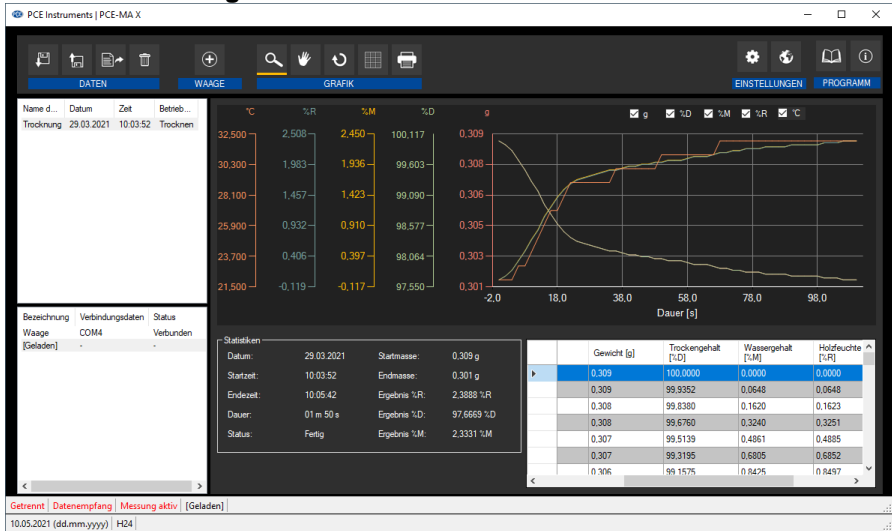 PCE Instruments | PCE-MA X
DATEN
WAAGE
GRAFIK
EINSTELLUNGEN
PROGRAMM
Name d... Datum Zeit Betrieb...
Trocknung 29.03.2021 10:03:52 Trocknen
°C %R %M %D g
g %D %M %R °C
32,500 2,508 2,450 100,117 0,309
30,300 1,983 1,936 99,603 0,308
28,100 1,457 1,423 99,090 0,306
25,900 0,932 0,910 98,577 0,305
23,700 0,406 0,397 98,064 0,303
21,500 -0,119 -0,117 97,550 0,301
-2,0 18,0 38,0 58,0 78,0 98,0
Dauer [s]
Bezeichnung Verbindungsdaten Status
Waage COM4 Verbunden
[Geladen] - -
Statistiken
Datum: 29.03.2021 Startmasse: 0,309 g
Startzeit: 10:03:52 Endmasse: 0,301 g
Endezeit: 10:05:42 Ergebnis %R: 2,3888 %R
Dauer: 01 m 50 s Ergebnis %D: 97,6669 %D
Status: Fertig Ergebnis %M: 2,3331 %M
Gewicht [g] Trockengehalt [%D] Wassergehalt [%M] Holzfeuchte [%R]
0,309 100,0000 0,0000 0,0000
0,309 99,9352 0,0648 0,0648
0,308 99,8380 0,1620 0,1623
0,308 99,6760 0,3240 0,3251
0,307 99,5139 0,4861 0,4885
0,307 99,3195 0,6805 0,6852
0,306 99,1575 0,8425 0,8497
Getrennt Datenempfang Messung aktiv [Geladen]
10.05.2021 (dd.mm.yyyy) H24